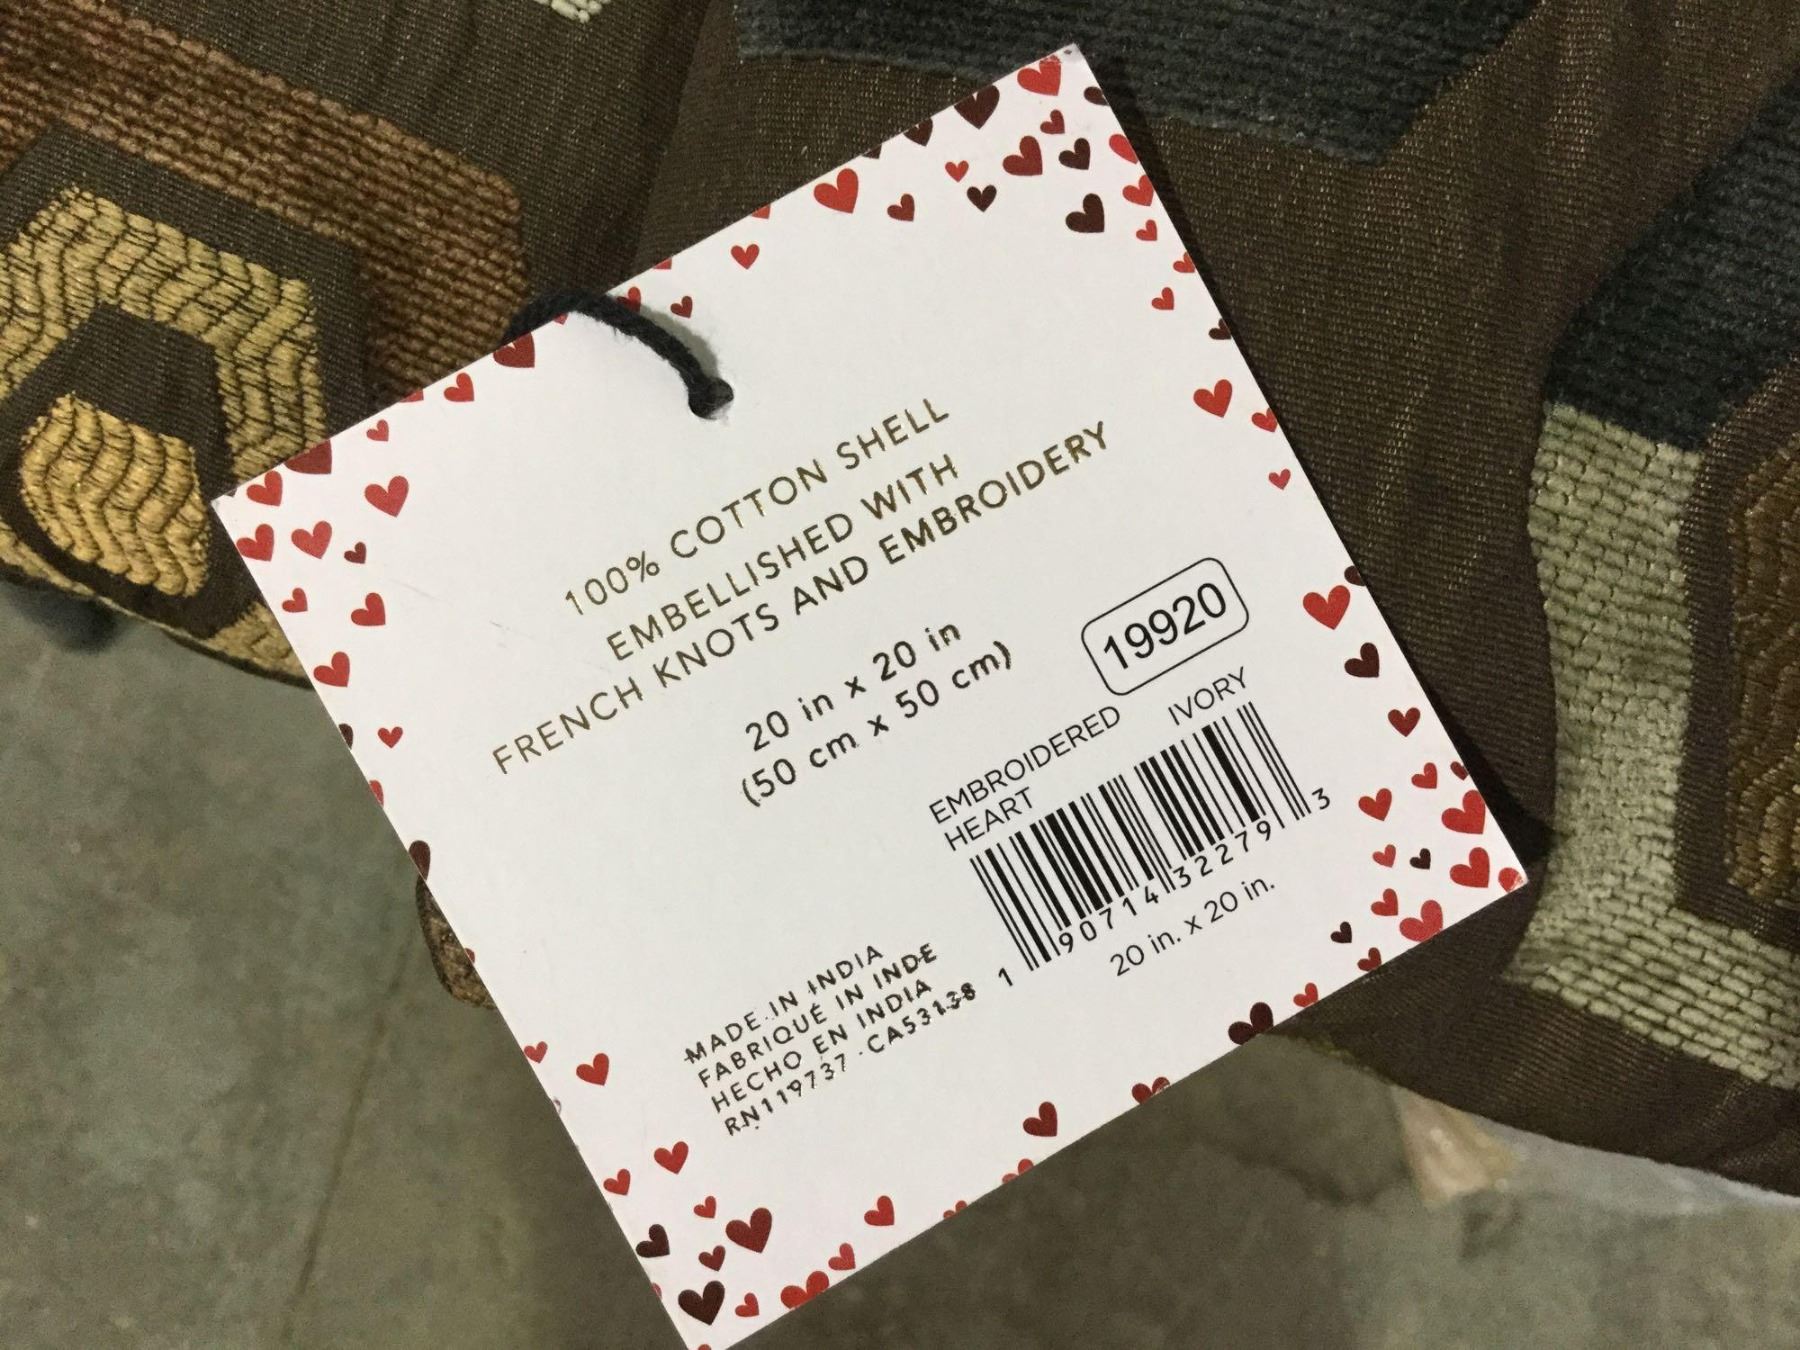 100% COTTON SHELL
EMBELLISHED WITH
FRENCH KNOTS AND EMBROIDERY
20 in x 20 in
(50 cm x 50 cm)
19920
EMBROIDERED IVORY
HEART
1 90714 32279 3
20 in. x 20 in.
MADE IN INDIA
FABRIQUÉ IN INDE
HECHO EN INDIA
RN119737 · CA53138